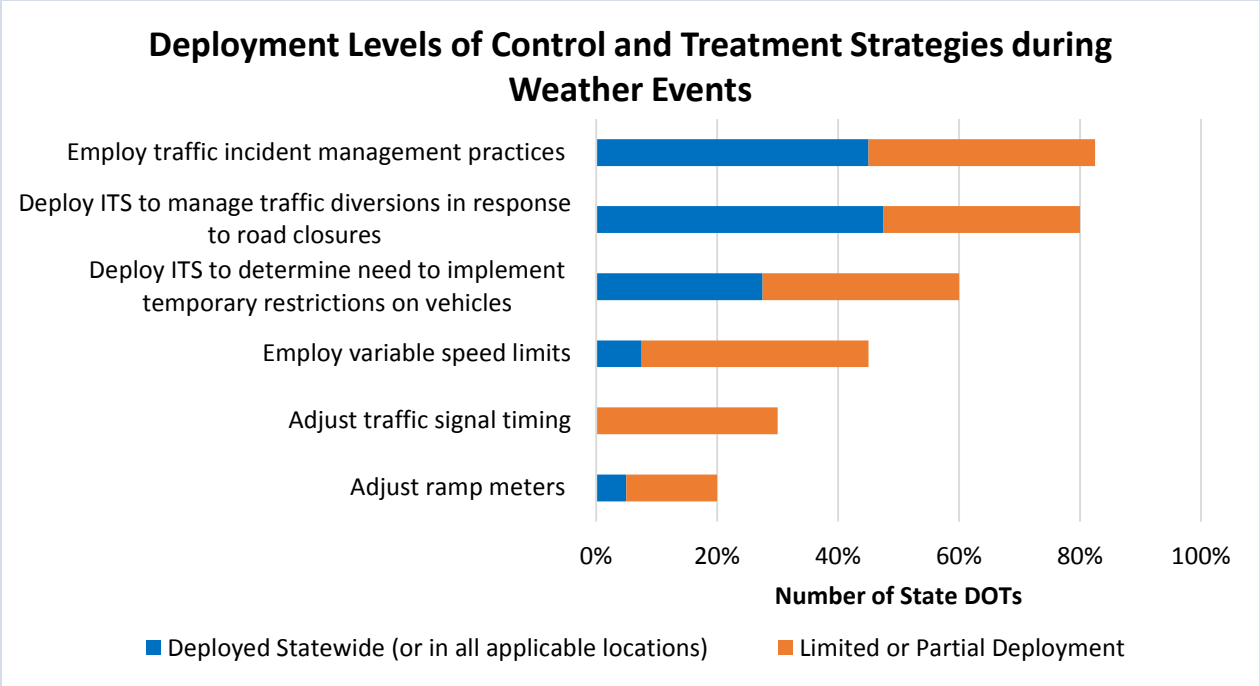 Deployment Levels of Control and Treatment Strategies during
Weather Events
Employ traffic incident management practices
Deploy ITS to manage traffic diversions in response
to road closures
Deploy ITS to determine need to implement
temporary restrictions on vehicles
Employ variable speed limits
Adjust traffic signal timing
Adjust ramp meters
0% 20% 40% 60% 80% 100%
Number of State DOTs
Deployed Statewide (or in all applicable locations) Limited or Partial Deployment